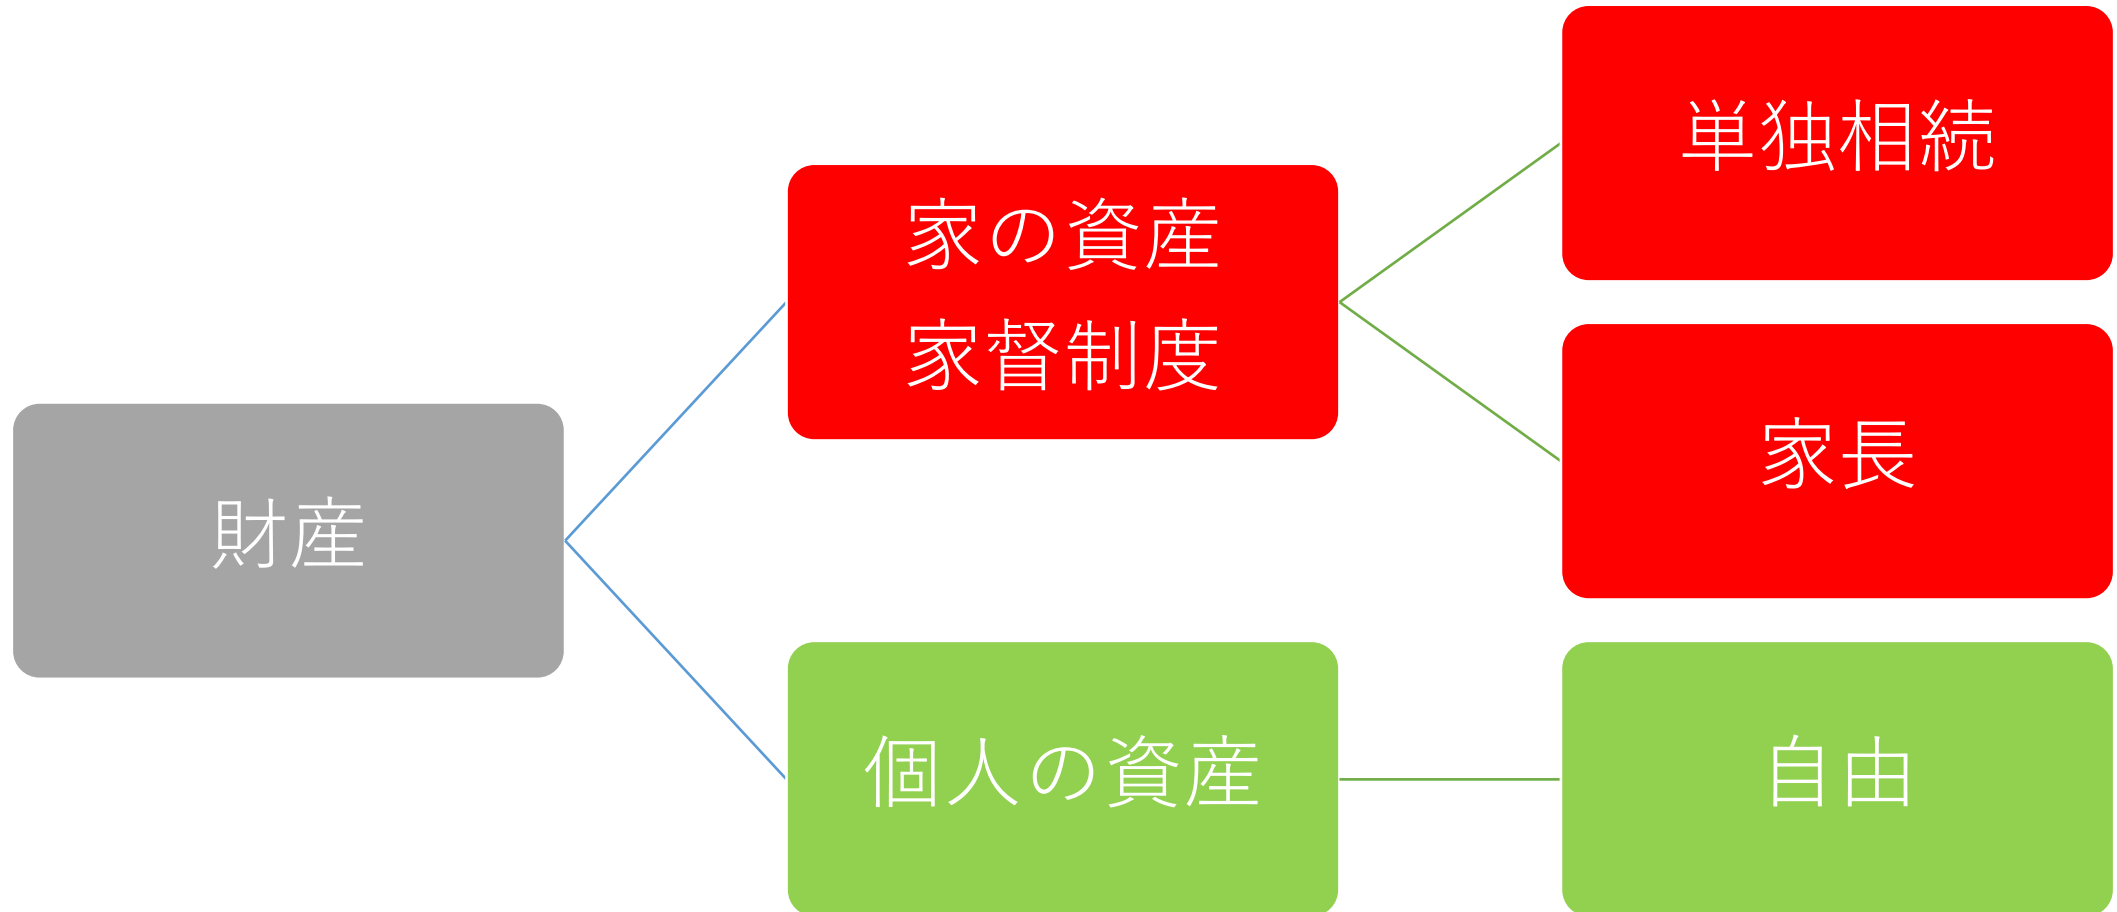 財産
家の資産
家督制度
単独相続
家長
個人の資産
自由